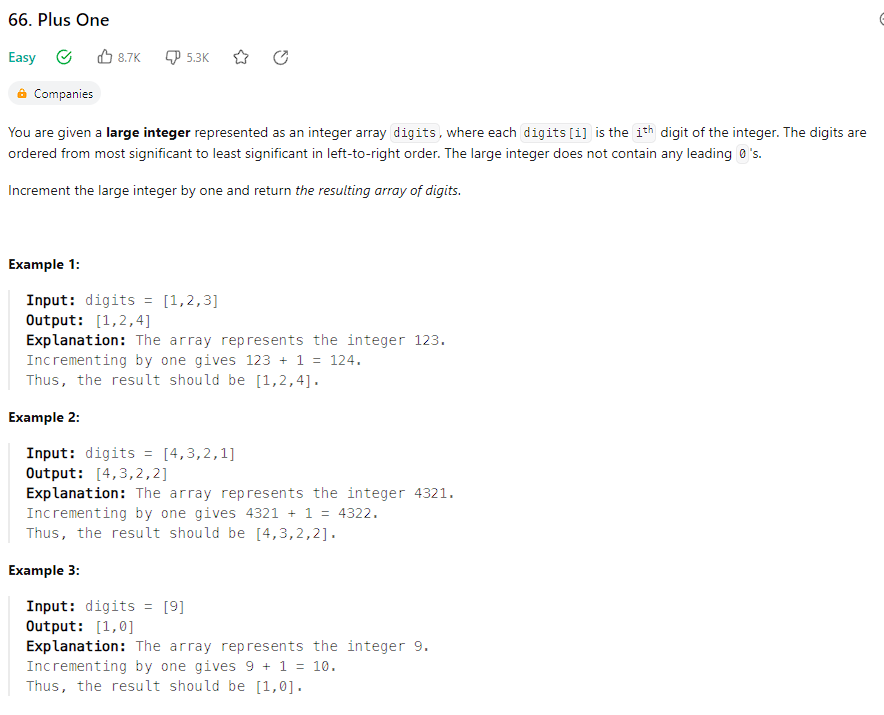 66. Plus One
Easy 8.7K 5.3K
Companies
You are given a large integer represented as an integer array digits, where each digits[i] is the ith digit of the integer. The digits are
ordered from most significant to least significant in left-to-right order. The large integer does not contain any leading 0's.
Increment the large integer by one and return the resulting array of digits.
Example 1:
Input: digits = [1,2,3]
Output: [1,2,4]
Explanation: The array represents the integer 123.
Incrementing by one gives 123 + 1 = 124.
Thus, the result should be [1,2,4].
Example 2:
Input: digits = [4,3,2,1]
Output: [4,3,2,2]
Explanation: The array represents the integer 4321.
Incrementing by one gives 4321 + 1 = 4322.
Thus, the result should be [4,3,2,2].
Example 3:
Input: digits = [9]
Output: [1,0]
Explanation: The array represents the integer 9.
Incrementing by one gives 9 + 1 = 10.
Thus, the result should be [1,0].